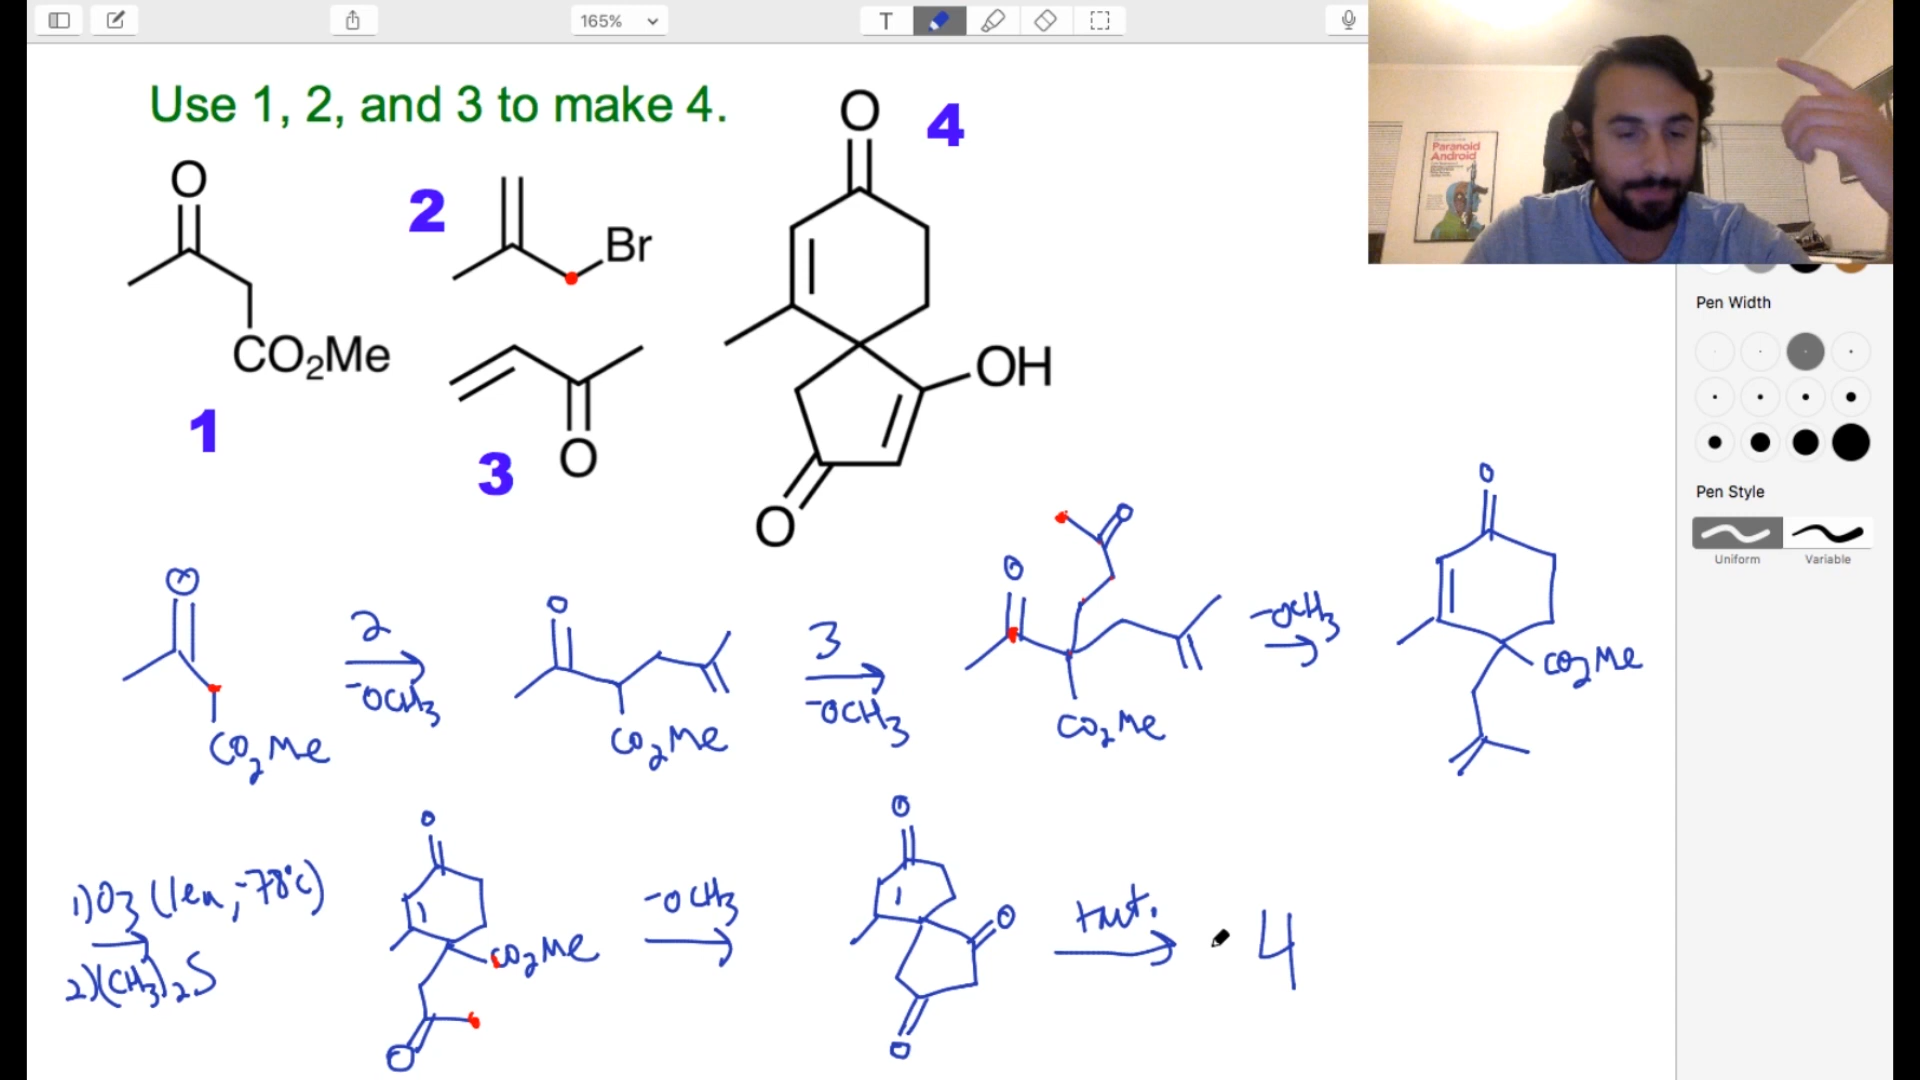 165%
T
Use 1, 2, and 3 to make 4.
O
4
O
2
Br
Paranoid
Android
CO₂Me
OH
Pen Width
1
3
O
O
Pen Style
Uniform
Variable
O
O
O
O
O
2
⁻OCH₃
CO₂Me
3
⁻OCH₃
CO₂Me
CO₂Me
⁻OCH₃
CO₂Me
1) O₃ (1eq, -78°C)
2) (CH₃)₂S
O
CO₂Me
O
⁻OCH₃
O
O
O
taut.
4